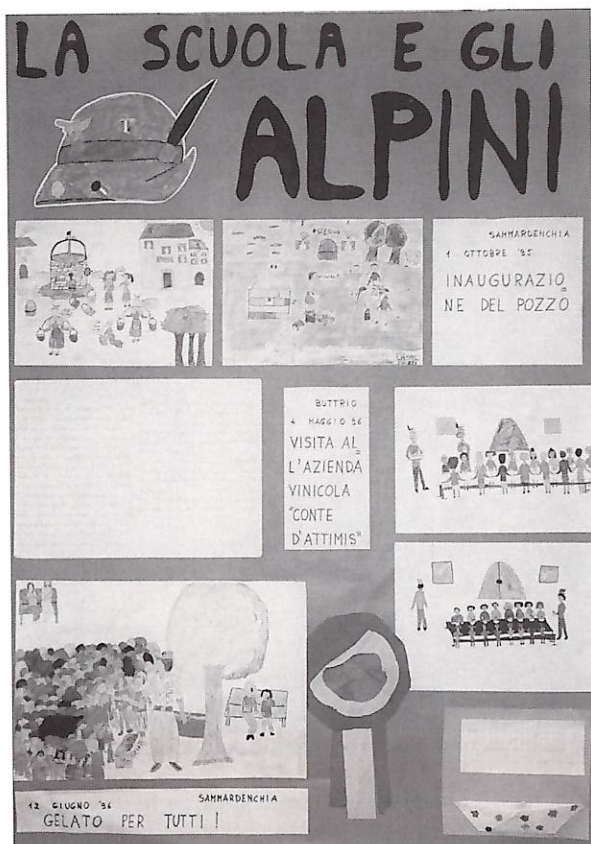 LA SCUOLA E GLI
ALPINI
T
SAMMARDENCHIA
1 OTTOBRE '95
INAUGURAZIO
NE DEL POZZO
BUTTRIO
4 MAGGIO 96
VISITA AL
L'AZIENDA
VINICOLA
"CONTE
D'ATTIMIS"
12 GIUGNO '96 SAMMARDENCHIA
GELATO PER TUTTI !